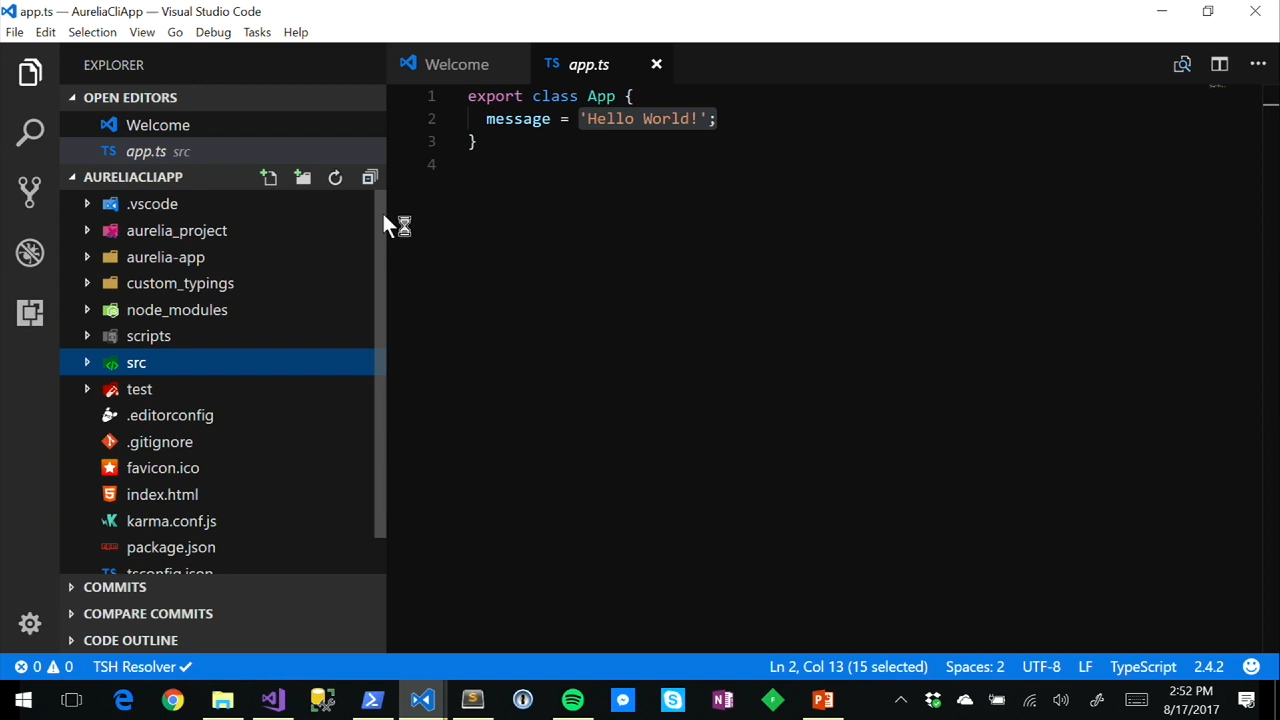 app.ts — AureliaCliApp — Visual Studio Code
File Edit Selection View Go Debug Tasks Help
EXPLORER
Welcome
TS app.ts
OPEN EDITORS
Welcome
TS app.ts src
AURELIACLIAPP
.vscode
aurelia_project
aurelia-app
custom_typings
node_modules
scripts
src
test
.editorconfig
.gitignore
favicon.ico
index.html
karma.conf.js
package.json
TS tsconfig.json
COMMITS
COMPARE COMMITS
CODE OUTLINE
1 export class App {
2 message = 'Hello World!';
3 }
4
0 0 TSH Resolver
Ln 2, Col 13 (15 selected) Spaces: 2 UTF-8 LF TypeScript 2.4.2
2:52 PM
8/17/2017